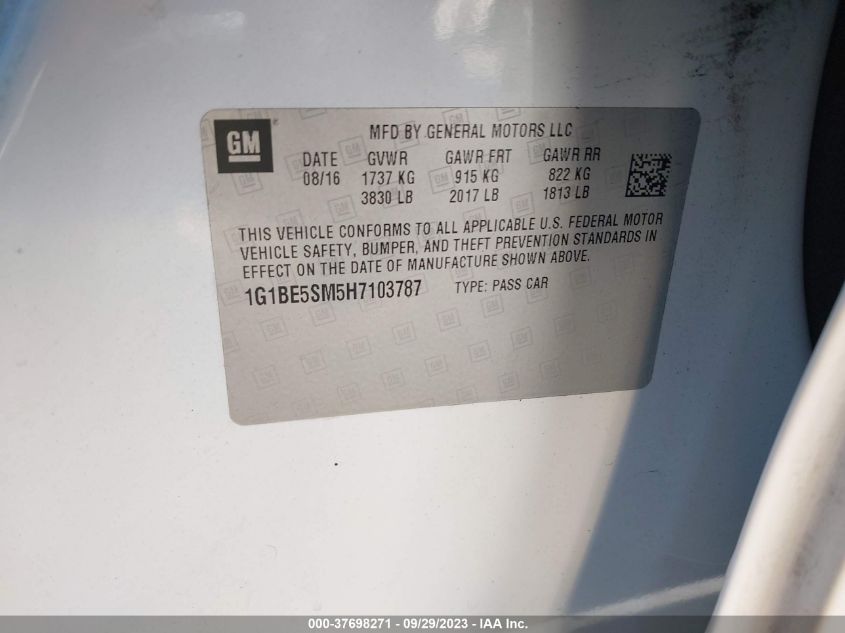 GM
MFD BY GENERAL MOTORS LLC
DATE GVWR GAWR FRT GAWR RR
08/16 1737 KG 915 KG 822 KG
3830 LB 2017 LB 1813 LB
THIS VEHICLE CONFORMS TO ALL APPLICABLE U.S. FEDERAL MOTOR
VEHICLE SAFETY, BUMPER, AND THEFT PREVENTION STANDARDS IN
EFFECT ON THE DATE OF MANUFACTURE SHOWN ABOVE.
1G1BE5SM5H7103787 TYPE: PASS CAR
000-37698271 - 09/29/2023 - IAA Inc.